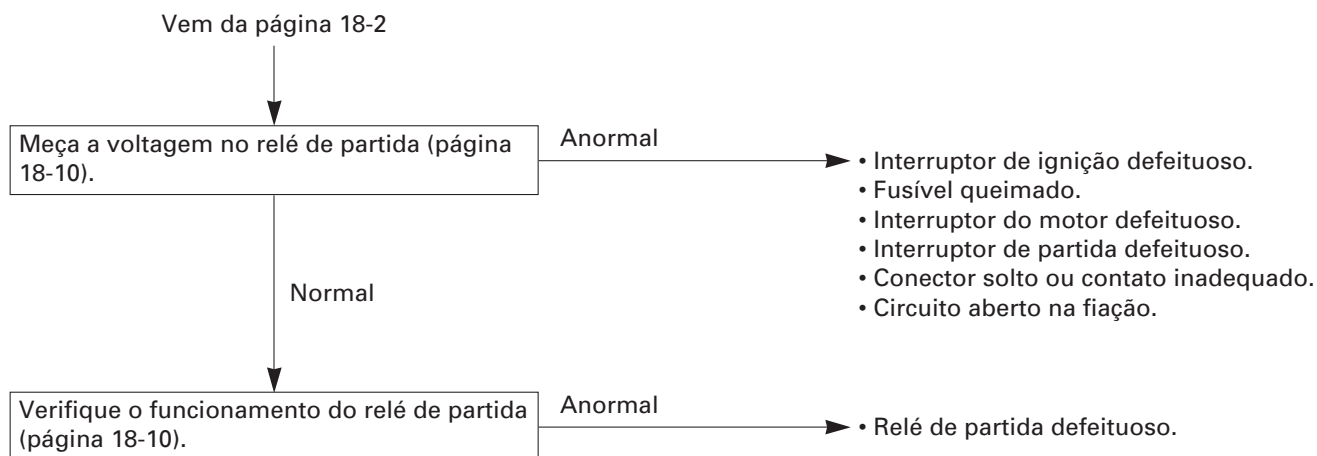 Vem da página 18-2
Meça a voltagem no relé de partida (página
18-10).
Anormal
• Interruptor de ignição defeituoso.
• Fusível queimado.
• Interruptor do motor defeituoso.
• Interruptor de partida defeituoso.
• Conector solto ou contato inadequado.
• Circuito aberto na fiação.
Normal
Verifique o funcionamento do relé de partida
(página 18-10).
Anormal
• Relé de partida defeituoso.